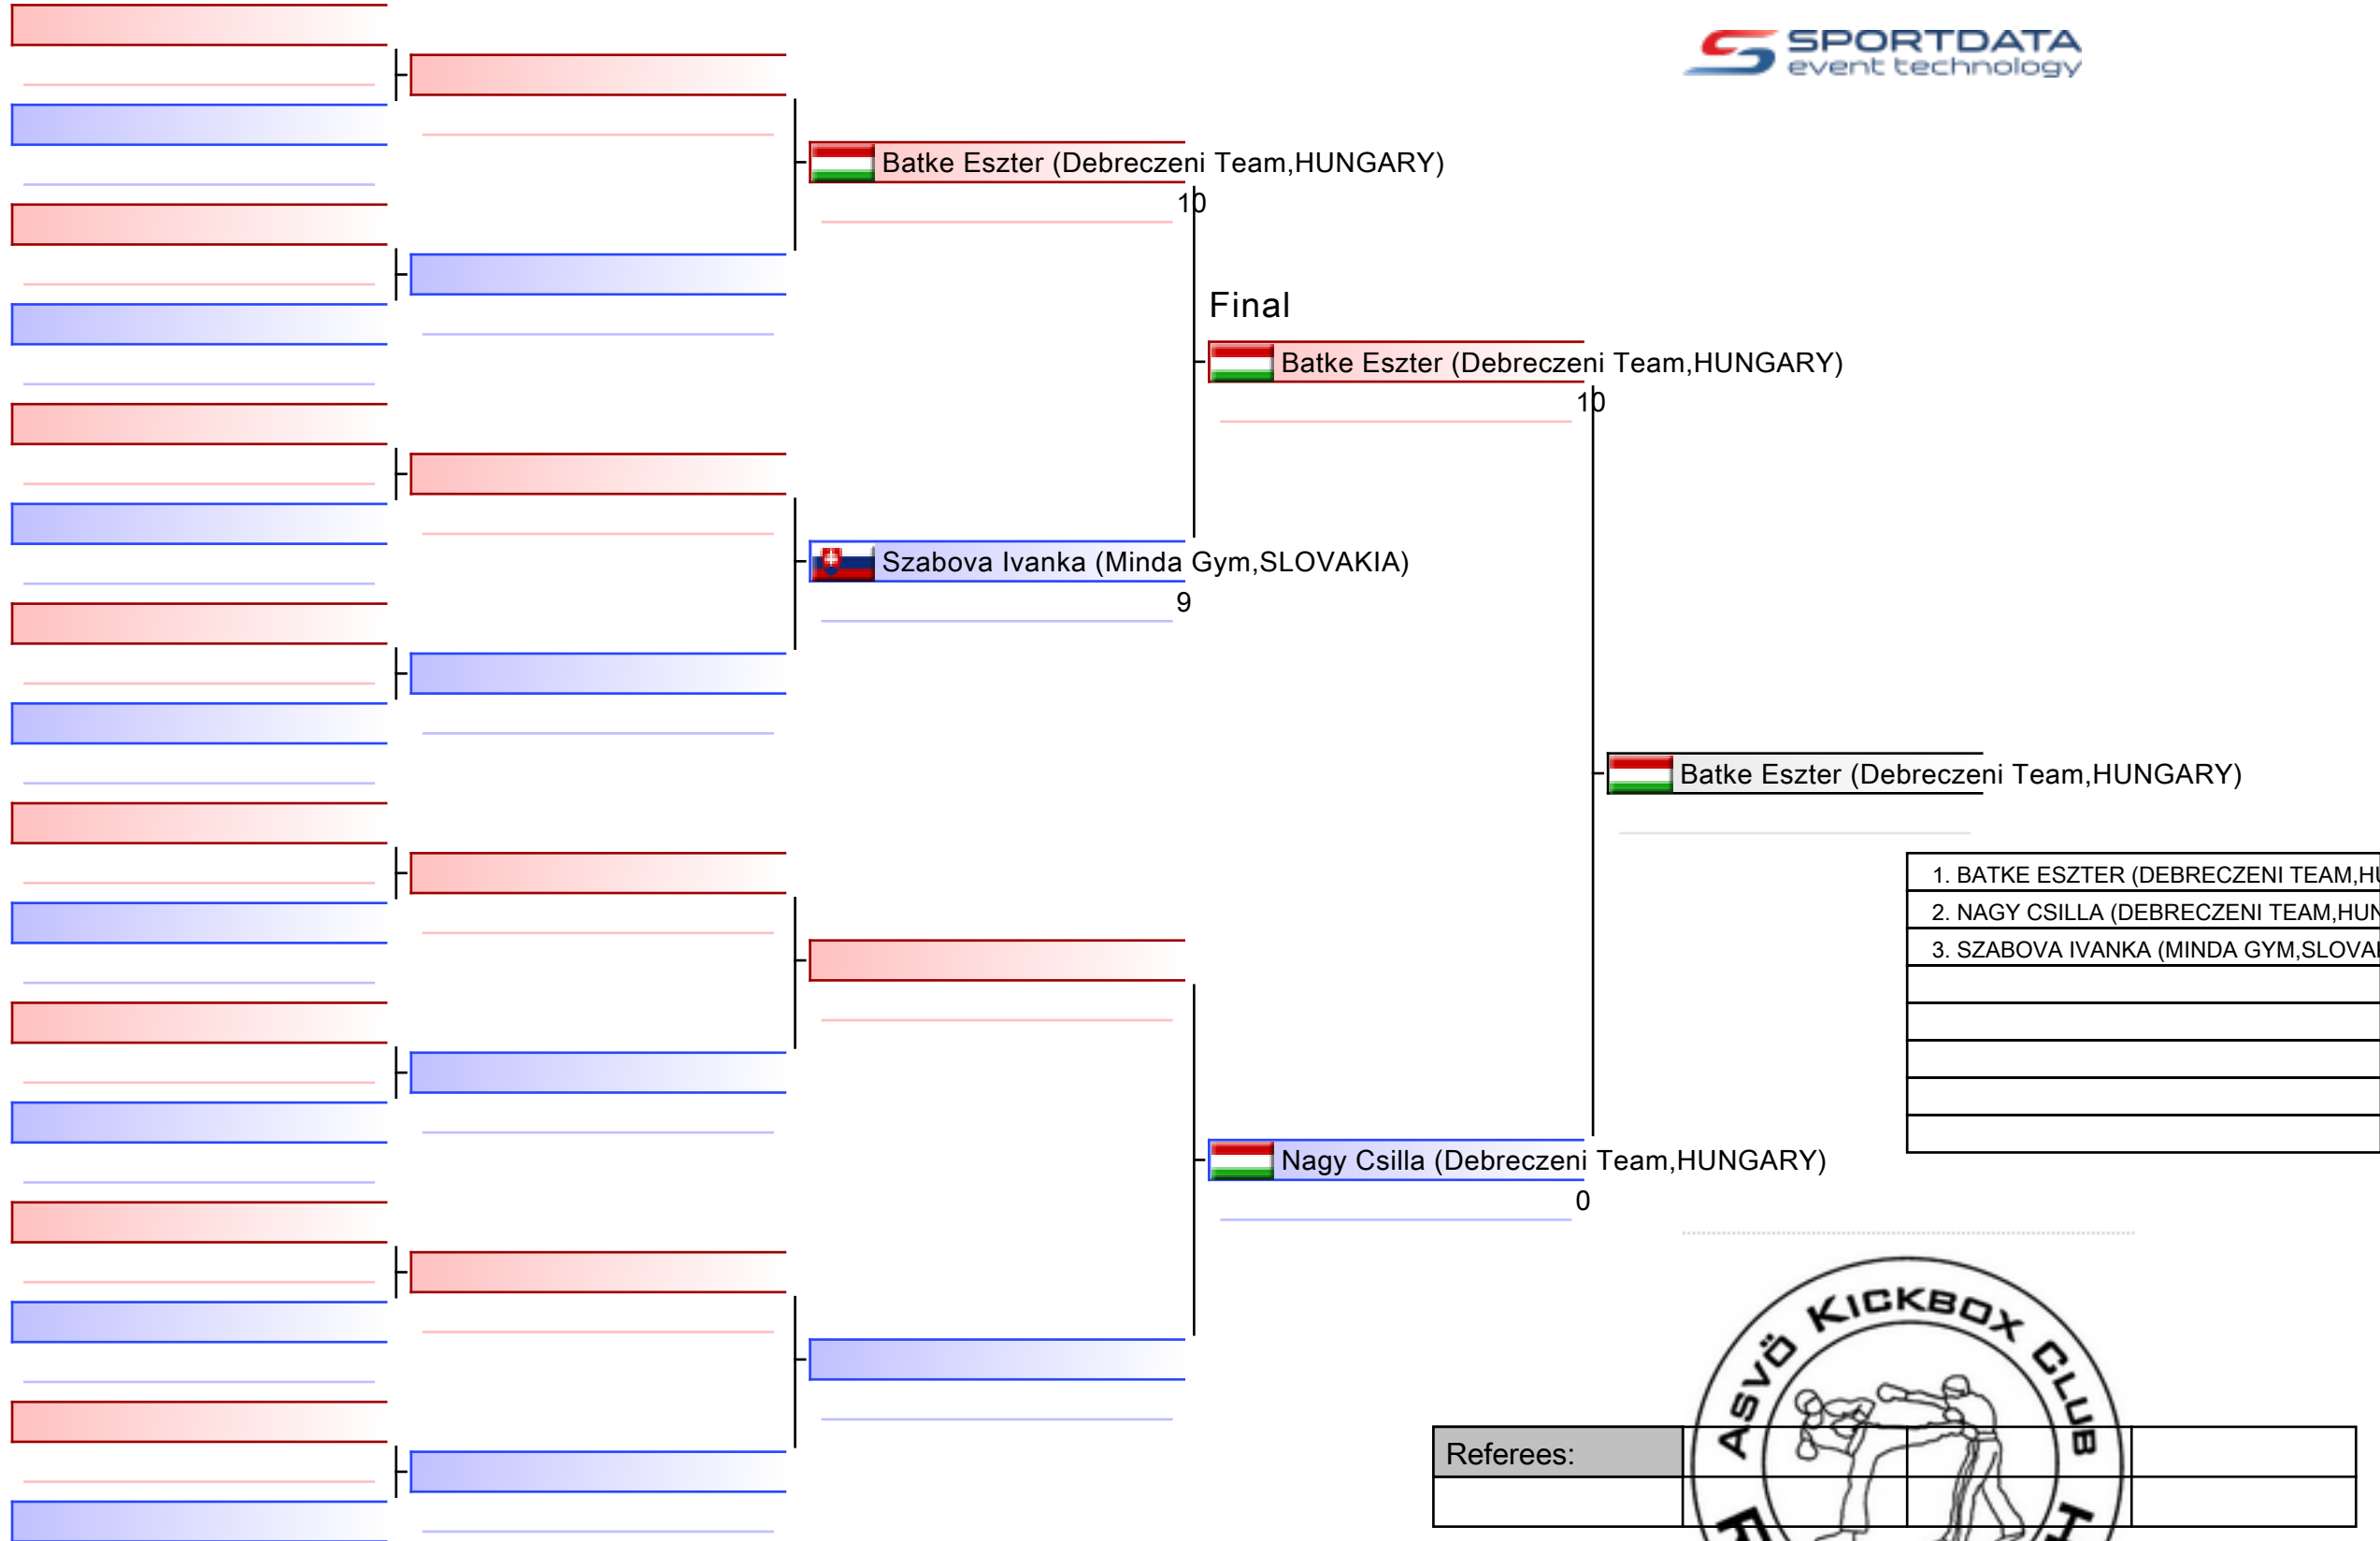 SPORTDATA
event technology
Batke Eszter (Debreczeni Team,HUNGARY)
10
Final
Batke Eszter (Debreczeni Team,HUNGARY)
10
Szabova Ivanka (Minda Gym,SLOVAKIA)
9
Batke Eszter (Debreczeni Team,HUNGARY)
1. BATKE ESZTER (DEBRECZENI TEAM,HU
2. NAGY CSILLA (DEBRECZENI TEAM,HUN
3. SZABOVA IVANKA (MINDA GYM,SLOVAK
Nagy Csilla (Debreczeni Team,HUNGARY)
0
ASVÖ KICKBOX CLUB
Referees: